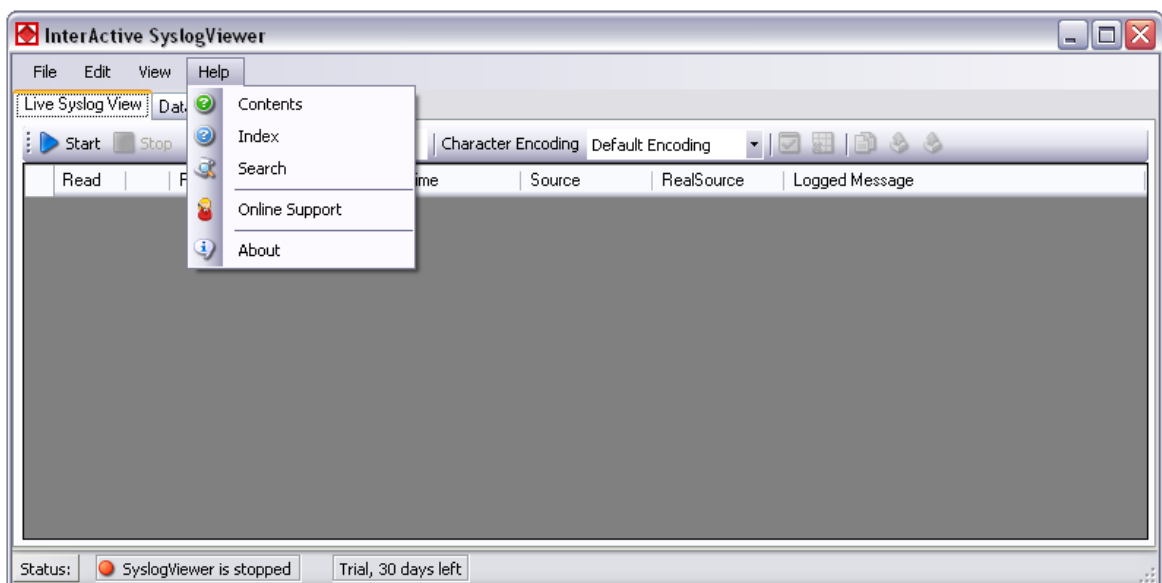 InterActive SyslogViewer
File Edit View Help
Live Syslog View
Contents
Index
Search
Online Support
About
Start Stop Character Encoding Default Encoding
Read Source RealSource Logged Message
Status: SyslogViewer is stopped Trial, 30 days left